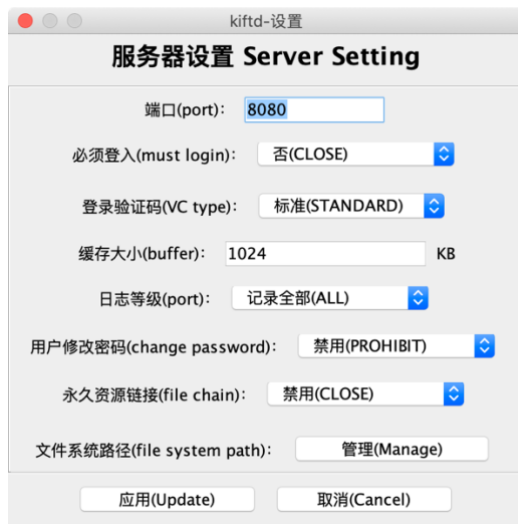 kiftd-设置
服务器设置 Server Setting
端口(port)： 8080
必须登入(must login)： 否(CLOSE)
登录验证码(VC type)： 标准(STANDARD)
缓存大小(buffer)： 1024 KB
日志等级(port)： 记录全部(ALL)
用户修改密码(change password)： 禁用(PROHIBIT)
永久资源链接(file chain)： 禁用(CLOSE)
文件系统路径(file system path)： 管理(Manage)
应用(Update) 取消(Cancel)